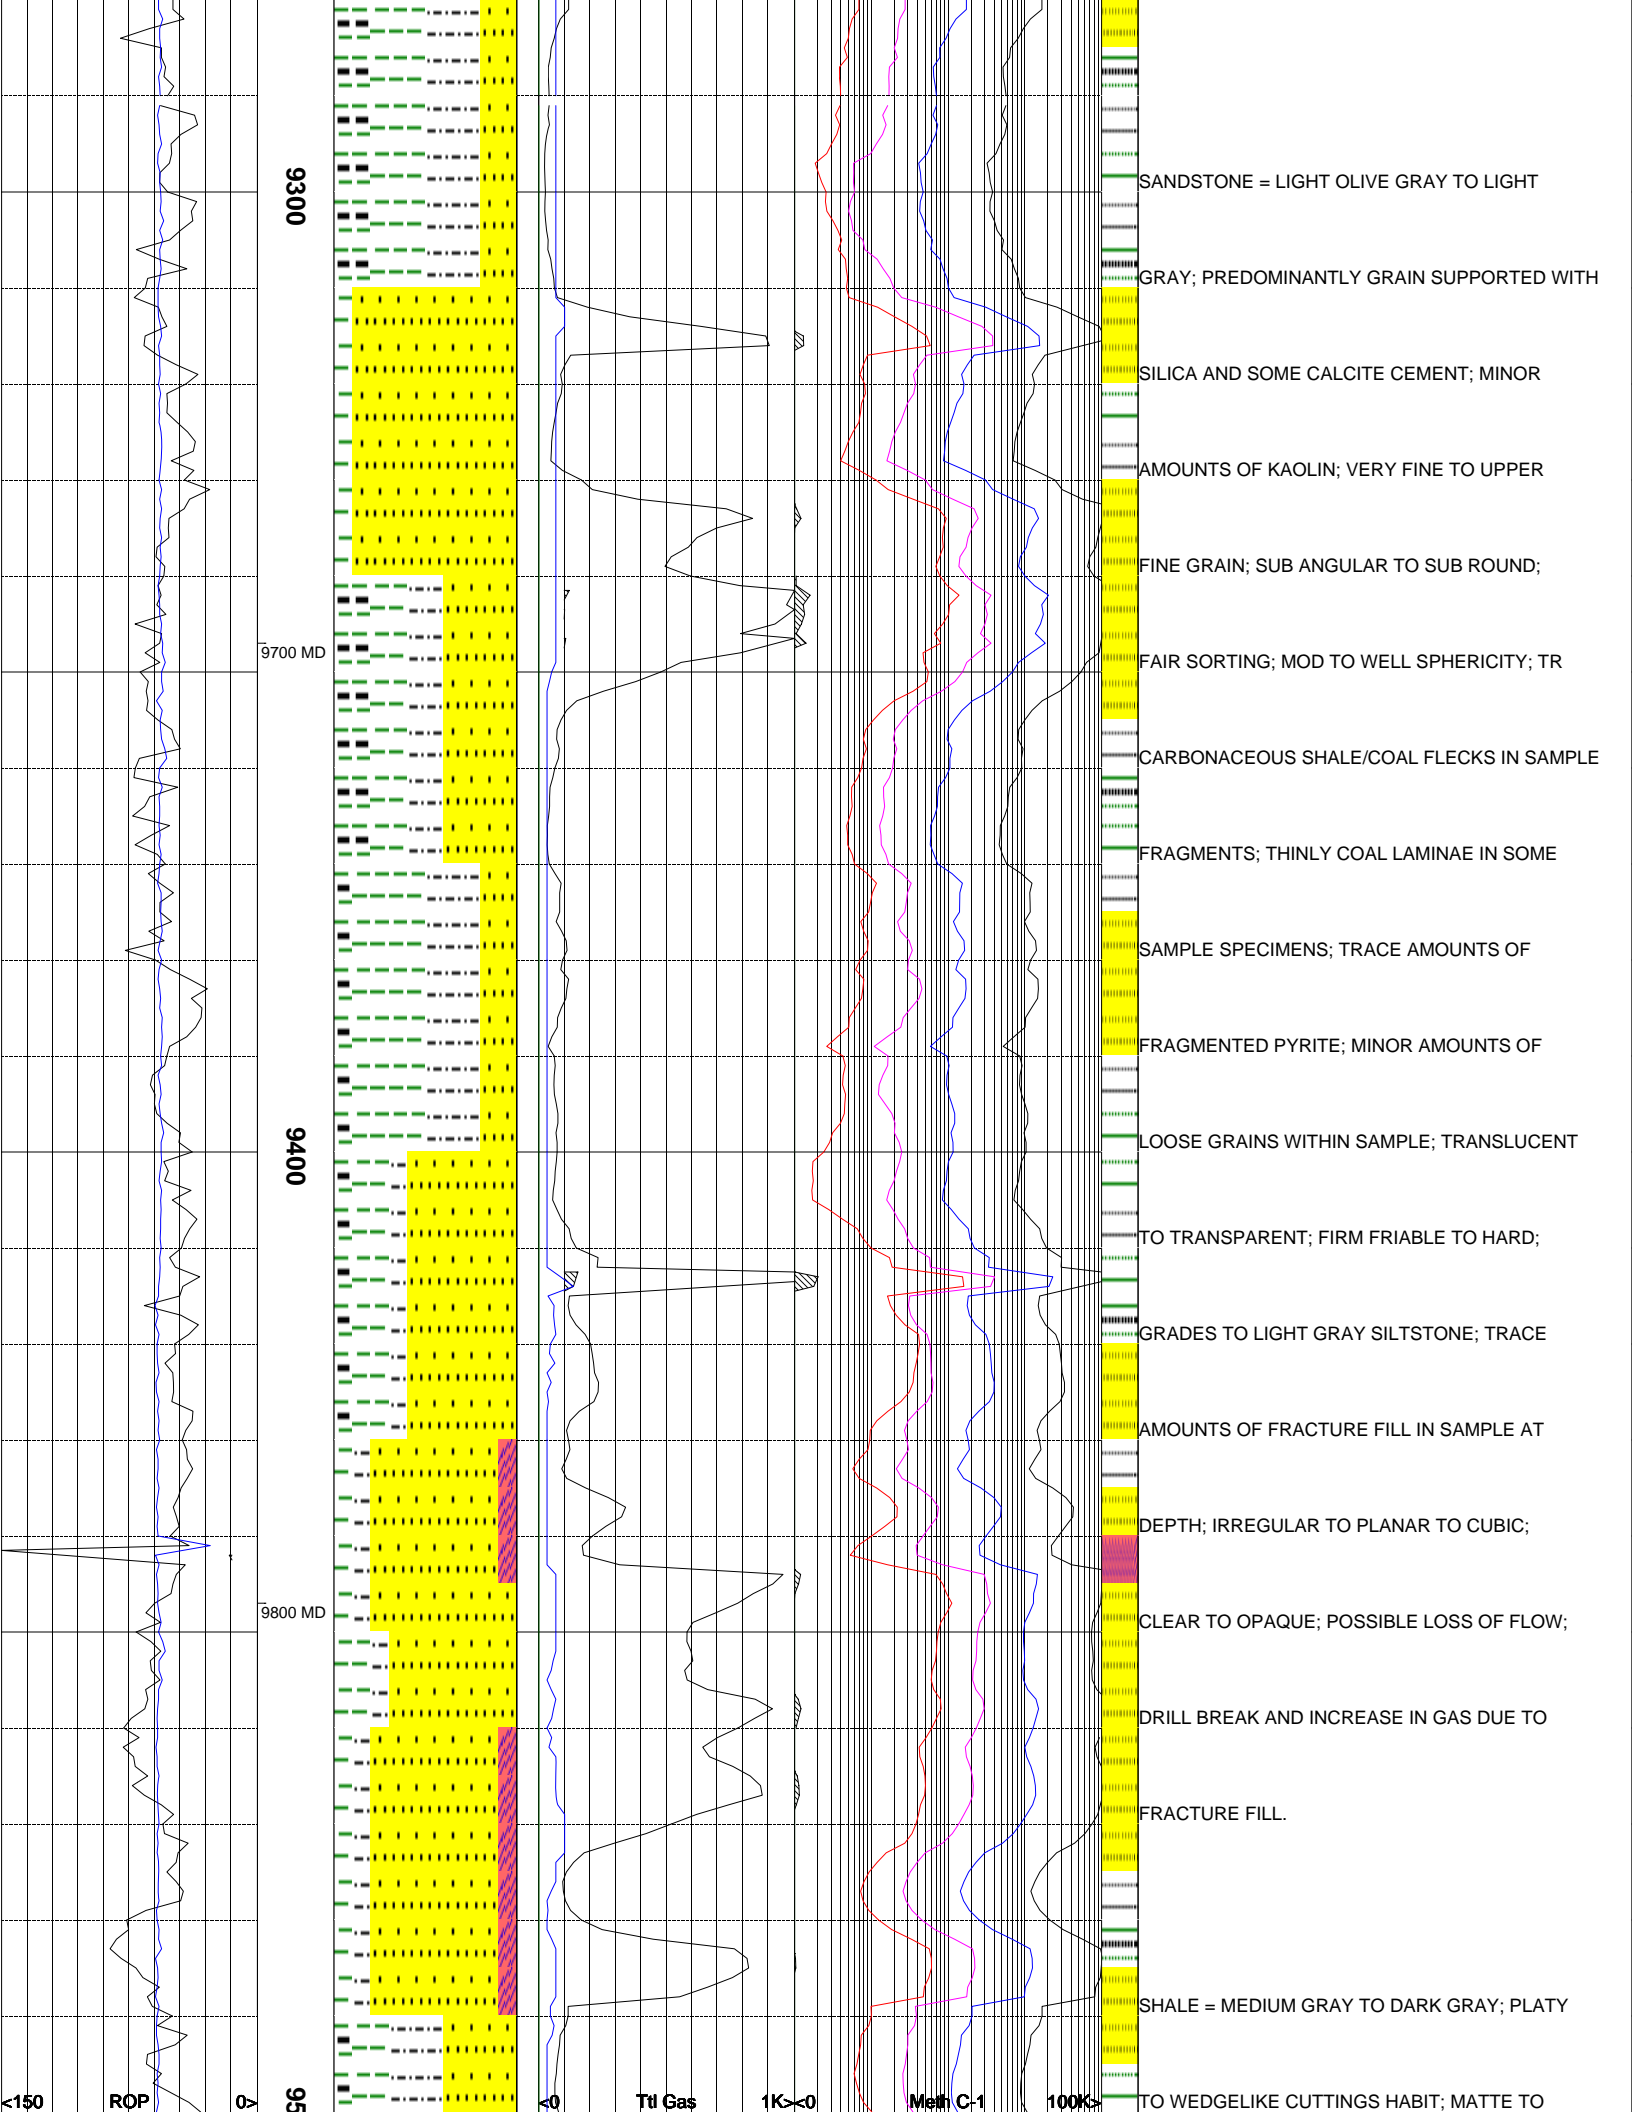 9300
SANDSTONE = LIGHT OLIVE GRAY TO LIGHT
GRAY; PREDOMINANTLY GRAIN SUPPORTED WITH
SILICA AND SOME CALCITE CEMENT; MINOR
AMOUNTS OF KAOLIN; VERY FINE TO UPPER
FINE GRAIN; SUB ANGULAR TO SUB ROUND;
9700 MD
FAIR SORTING; MOD TO WELL SPHERICITY; TR
CARBONACEOUS SHALE/COAL FLECKS IN SAMPLE
FRAGMENTS; THINLY COAL LAMINAE IN SOME
SAMPLE SPECIMENS; TRACE AMOUNTS OF
FRAGMENTED PYRITE; MINOR AMOUNTS OF
9400
LOOSE GRAINS WITHIN SAMPLE; TRANSLUCENT
TO TRANSPARENT; FIRM FRIABLE TO HARD;
GRADES TO LIGHT GRAY SILTSTONE; TRACE
AMOUNTS OF FRACTURE FILL IN SAMPLE AT
DEPTH; IRREGULAR TO PLANAR TO CUBIC;
9800 MD
CLEAR TO OPAQUE; POSSIBLE LOSS OF FLOW;
DRILL BREAK AND INCREASE IN GAS DUE TO
FRACTURE FILL.
SHALE = MEDIUM GRAY TO DARK GRAY; PLATY
95
<150 ROP 0> <0 Ttl Gas 1K><0 Meth C-1 100K>
TO WEDGELIKE CUTTINGS HABIT; MATTE TO